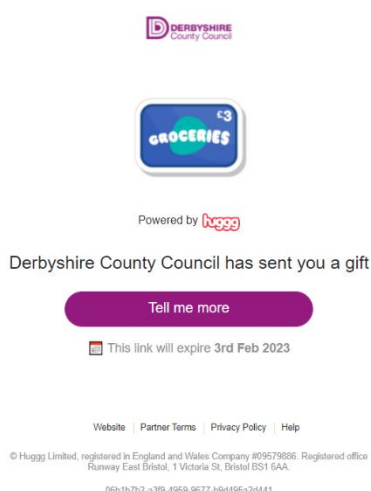 DERBYSHIRE
County Council
£3
GROCERIES
Powered by huggg
Derbyshire County Council has sent you a gift
Tell me more
This link will expire 3rd Feb 2023
Website | Partner Terms | Privacy Policy | Help
© Huggg Limited, registered in England and Wales Company #09579886. Registered office
Runway East Bristol, 1 Victoria St, Bristol BS1 6AA.